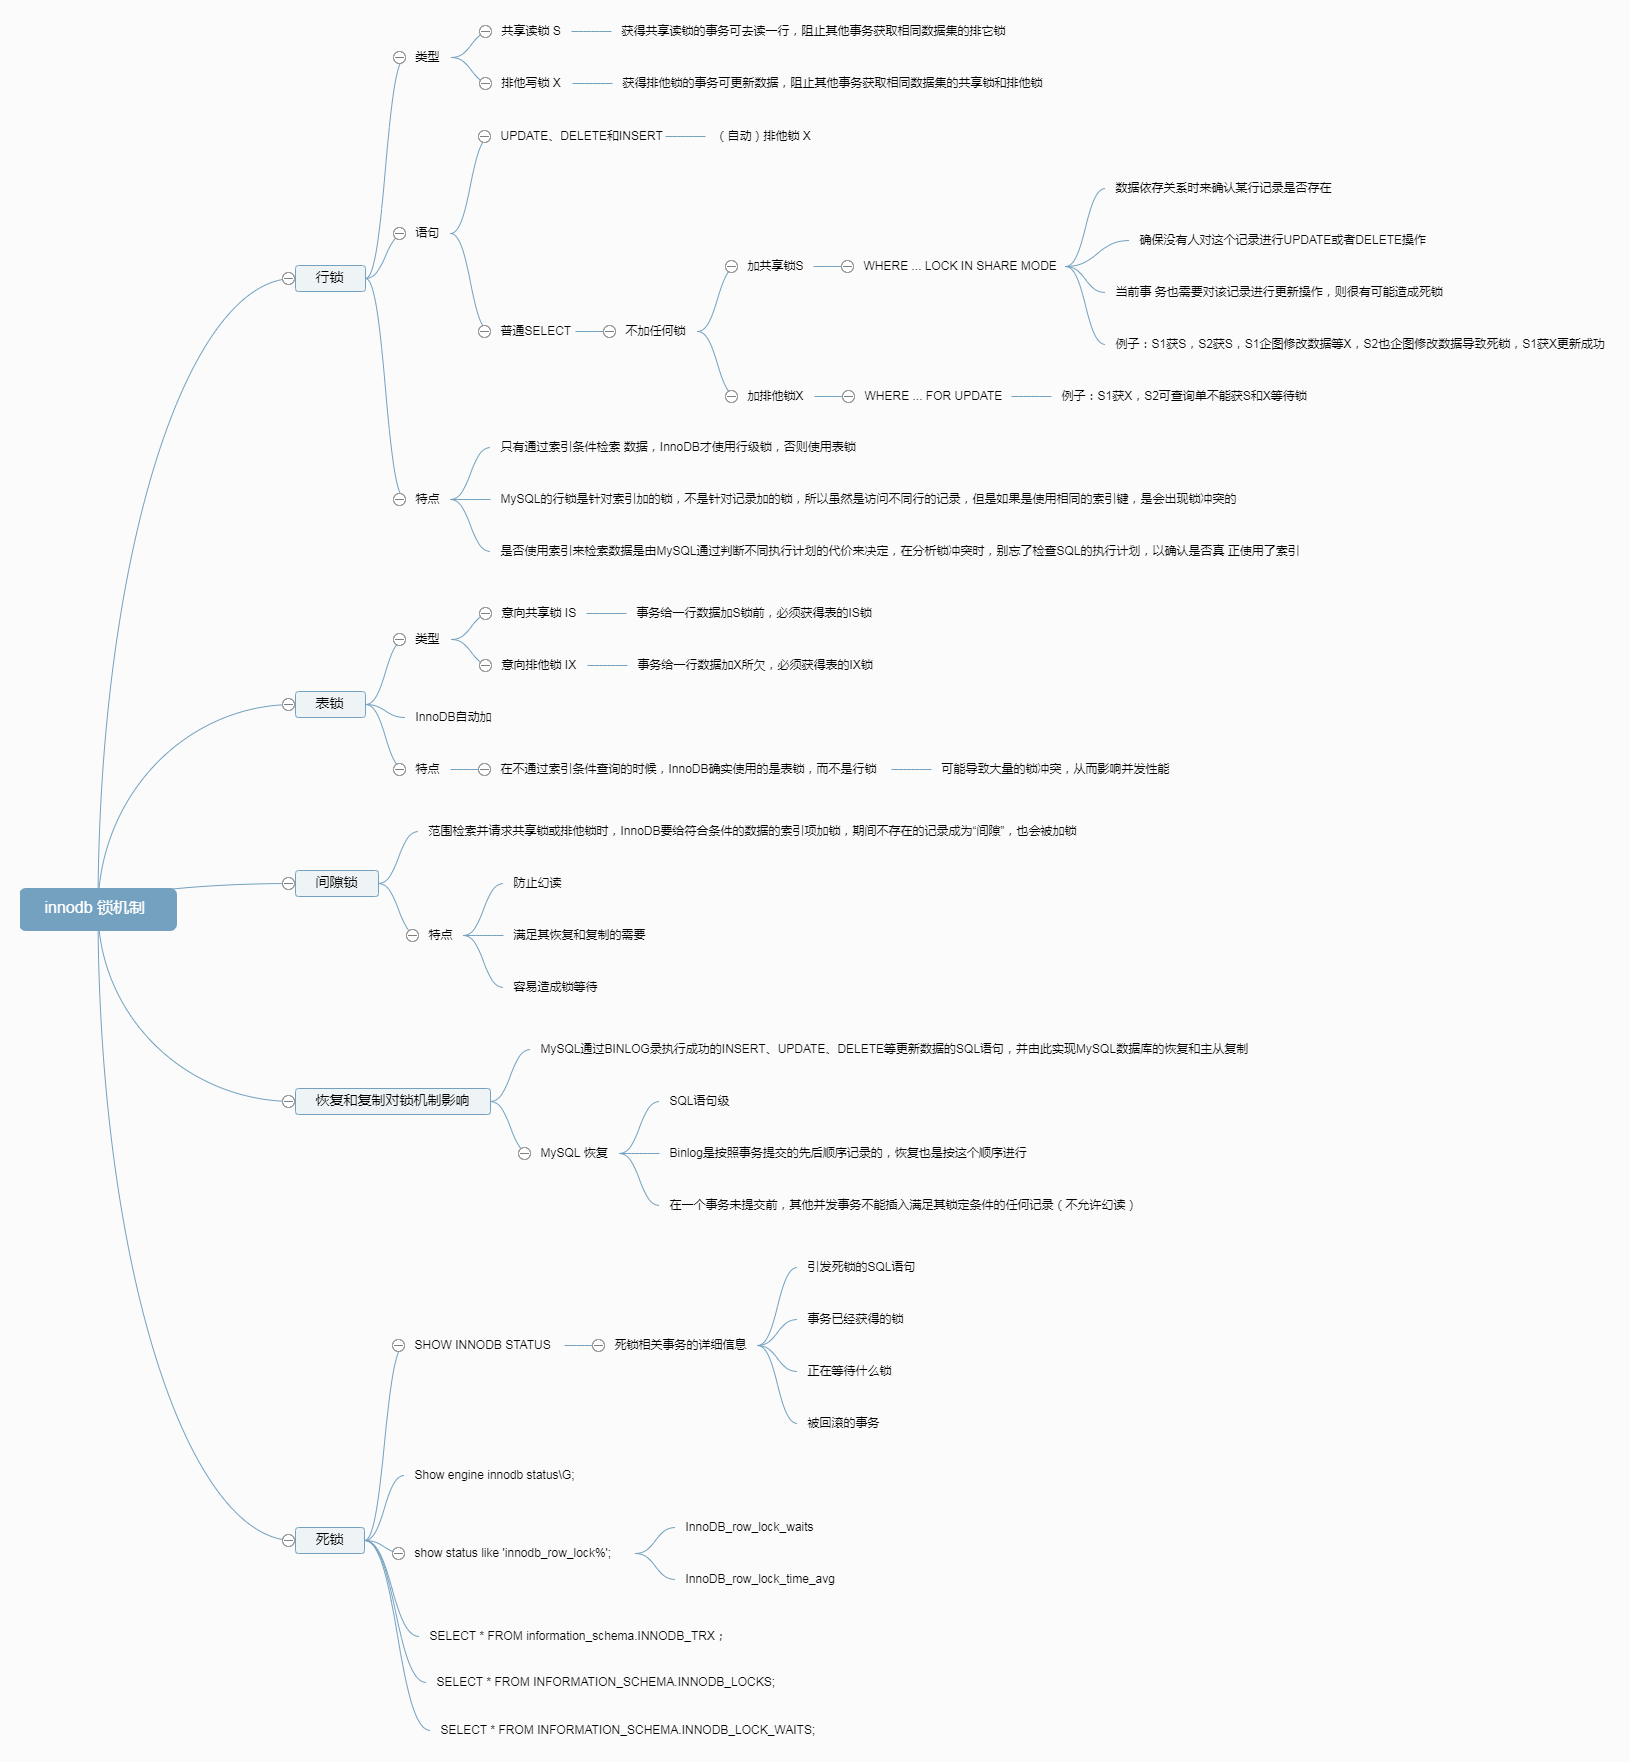 innodb 锁机制
行锁
类型
共享读锁 S
获得共享读锁的事务可去读一行，阻止其他事务获取相同数据集的排它锁
排他写锁 X
获得排他锁的事务可更新数据，阻止其他事务获取相同数据集的共享锁和排他锁
语句
UPDATE、DELETE和INSERT
（自动）排他锁 X
普通SELECT
不加任何锁
加共享锁S
WHERE ... LOCK IN SHARE MODE
数据依存关系时来确认某行记录是否存在
确保没有人对这个记录进行UPDATE或者DELETE操作
当前事 务也需要对该记录进行更新操作，则很有可能造成死锁
例子：S1获S，S2获S，S1企图修改数据等X，S2也企图修改数据导致死锁，S1获X更新成功
加排他锁X
WHERE ... FOR UPDATE
例子：S1获X，S2可查询单不能获S和X等待锁
特点
只有通过索引条件检索 数据，InnoDB才使用行级锁，否则使用表锁
MySQL的行锁是针对索引加的锁，不是针对记录加的锁，所以虽然是访问不同行的记录，但是如果是使用相同的索引键，是会出现锁冲突的
是否使用索引来检索数据是由MySQL通过判断不同执行计划的代价来决定，在分析锁冲突时，别忘了检查SQL的执行计划，以确认是否真 正使用了索引
表锁
类型
意向共享锁 IS
事务给一行数据加S锁前，必须获得表的IS锁
意向排他锁 IX
事务给一行数据加X所欠，必须获得表的IX锁
InnoDB自动加
特点
在不通过索引条件查询的时候，InnoDB确实使用的是表锁，而不是行锁
可能导致大量的锁冲突，从而影响并发性能
间隙锁
范围检索并请求共享锁或排他锁时，InnoDB要给符合条件的数据的索引项加锁，期间不存在的记录成为“间隙”，也会被加锁
特点
防止幻读
满足其恢复和复制的需要
容易造成锁等待
恢复和复制对锁机制影响
MySQL通过BINLOG录执行成功的INSERT、UPDATE、DELETE等更新数据的SQL语句，并由此实现MySQL数据库的恢复和主从复制
MySQL 恢复
SQL语句级
Binlog是按照事务提交的先后顺序记录的，恢复也是按这个顺序进行
在一个事务未提交前，其他并发事务不能插入满足其锁定条件的任何记录（不允许幻读）
死锁
SHOW INNODB STATUS
死锁相关事务的详细信息
引发死锁的SQL语句
事务已经获得的锁
正在等待什么锁
被回滚的事务
Show engine innodb status\G;
show status like 'innodb_row_lock%';
InnoDB_row_lock_waits
InnoDB_row_lock_time_avg
SELECT * FROM information_schema.INNODB_TRX；
SELECT * FROM INFORMATION_SCHEMA.INNODB_LOCKS;
SELECT * FROM INFORMATION_SCHEMA.INNODB_LOCK_WAITS;